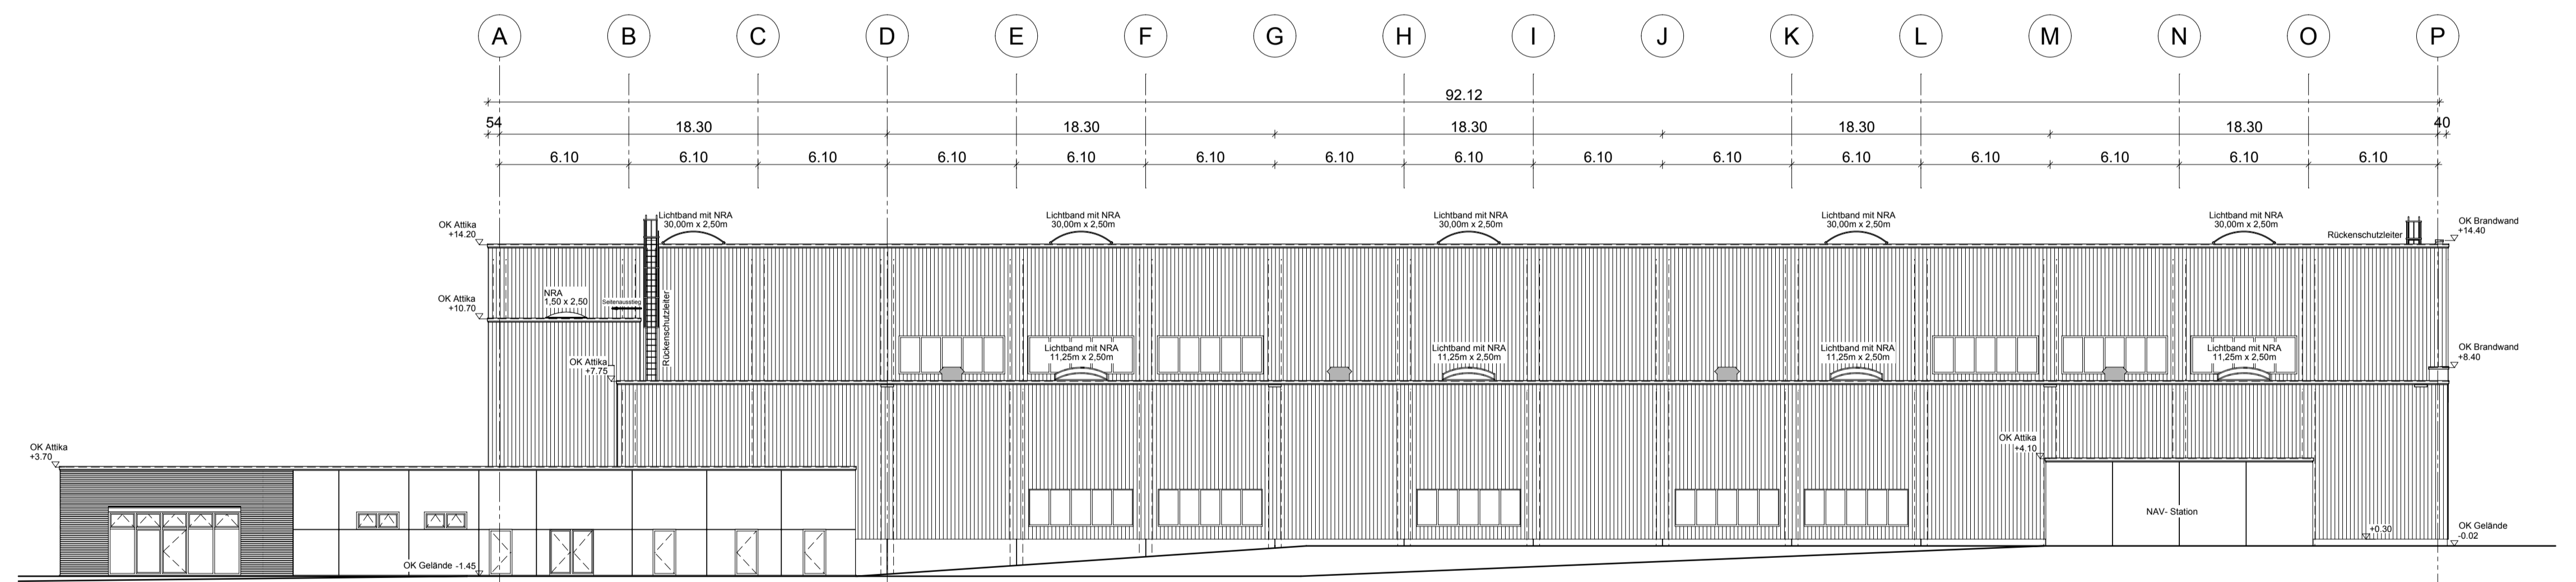 A B C D E F G H I J K L M N O P
92.12
54 18.30 18.30 18.30 18.30 18.30 40
6.10 6.10 6.10 6.10 6.10 6.10 6.10 6.10 6.10 6.10 6.10 6.10 6.10 6.10 6.10
OK Attika
+14.20
Lichtband mit NRA
30,00m x 2,50m
Lichtband mit NRA
30,00m x 2,50m
Lichtband mit NRA
30,00m x 2,50m
Lichtband mit NRA
30,00m x 2,50m
Lichtband mit NRA
30,00m x 2,50m
Rückenschutzleiter
OK Brandwand
+14.40
OK Attika
+10.70
NRA
1,50 x 2,50
Seitenausstieg
Rückenschutzleiter
OK Attika
+7.75
Lichtband mit NRA
11,25m x 2,50m
Lichtband mit NRA
11,25m x 2,50m
Lichtband mit NRA
11,25m x 2,50m
Lichtband mit NRA
11,25m x 2,50m
OK Brandwand
+8.40
OK Attika
+3.70
OK Attika
+4.10
NAV- Station
+0.30
OK Gelände
-0.02
OK Gelände -1.45